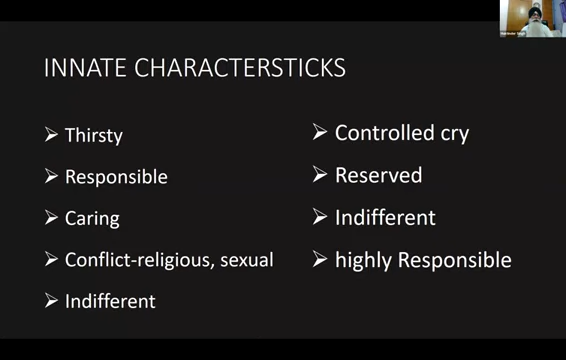 INNATE CHARACTERSTICKS
Thirsty
Responsible
Caring
Conflict-religious, sexual
Indifferent
Controlled cry
Reserved
Indifferent
highly Responsible